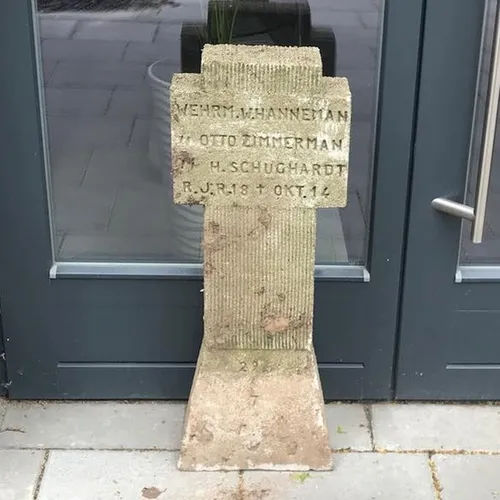 WEHRM.W.HANNEMAN
〃 OTTO ZIMMERMAN
〃 H. SCHUGHARDT
R.J.R.18 † OKT.14